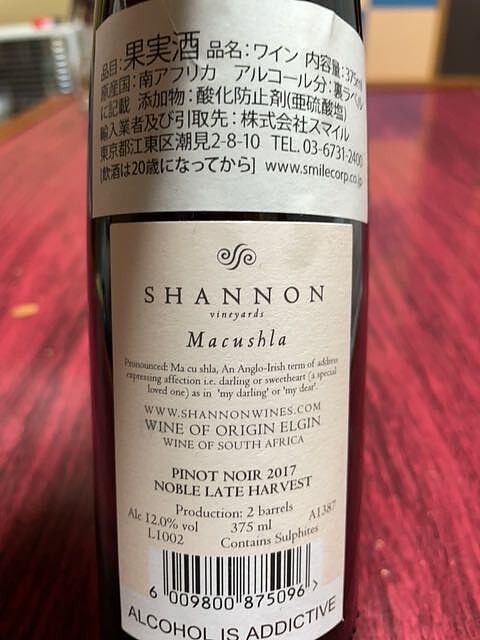 品目:果実酒 品名:ワイン 内容量:375ml
原産国:南アフリカ アルコール分:裏ラベル
に記載 添加物:酸化防止剤(亜硫酸塩)
輸入業者及び引取先:株式会社スマイル
東京都江東区潮見2-8-10 TEL. 03-6731-2400
[飲酒は20歳になってから] www.smilecorp.co.jp
SHANNON
vineyards
Macushla
Pronounced: Ma cu shla, An Anglo-Irish term of address
expressing affection i.e. darling or sweetheart (a special
loved one) as in 'my darling' or 'my dear'.
WWW.SHANNONWINES.COM
WINE OF ORIGIN ELGIN
WINE OF SOUTH AFRICA
PINOT NOIR 2017
NOBLE LATE HARVEST
Production: 2 barrels
Alc 12.0% vol 375 ml A1387
L1002 Contains Sulphites
6 009800 875096 >
ALCOHOL IS ADDICTIVE